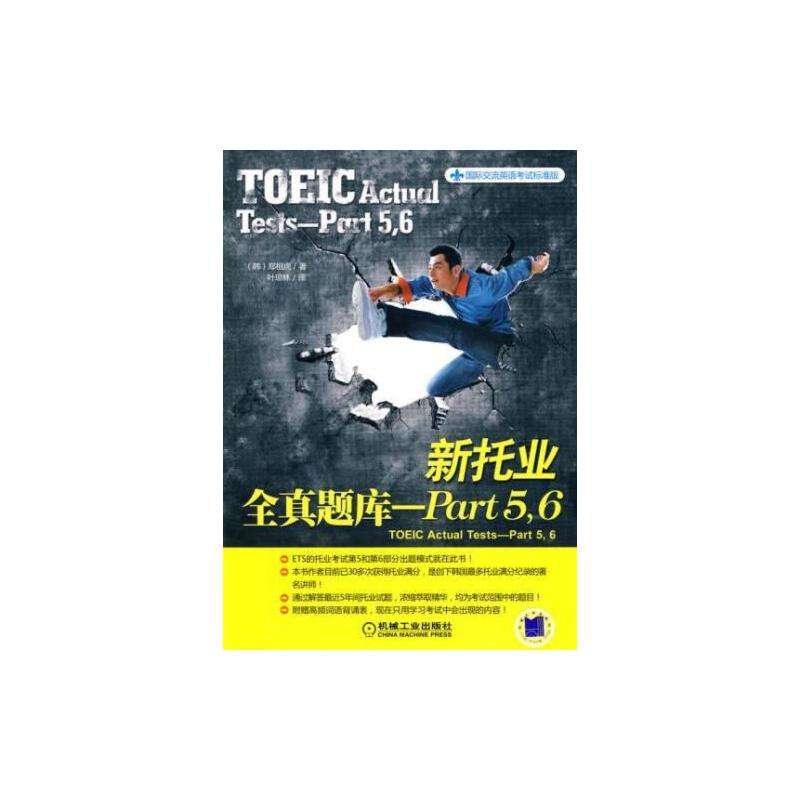 国际交流英语考试标准版
TOEIC Actual
Tests—Part 5,6
（韩）郑相虎／著
叶琼林／译
新托业
全真题库—Part 5,6
TOEIC Actual Tests—Part 5, 6
ETS的托业考试第5和第6部分出题模式就在此书！
本书作者目前已30多次获得托业满分，是创下韩国最多托业满分纪录的著
名讲师！
通过解答最近5年间托业试题，浓缩萃取精华，均为考试范围中的题目！
附赠高频词语背诵表，现在只用学习考试中会出现的内容！
机械工业出版社
CHINA MACHINE PRESS